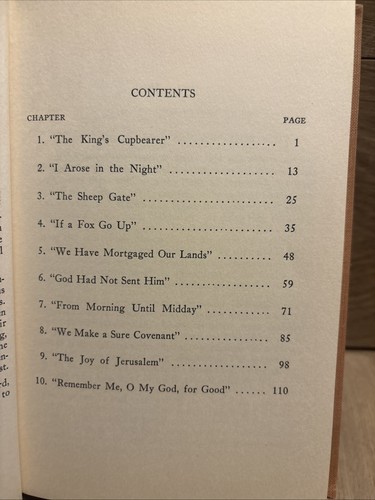 CONTENTS
CHAPTER PAGE
1. "The King's Cupbearer" .................. 1
2. "I Arose in the Night" .................. 13
3. "The Sheep Gate" ....................... 25
4. "If a Fox Go Up" ....................... 35
5. "We Have Mortgaged Our Lands" .......... 48
6. "God Had Not Sent Him" ................. 59
7. "From Morning Until Midday" ............ 71
8. "We Make a Sure Covenant" .............. 85
9. "The Joy of Jerusalem" ................. 98
10. "Remember Me, O My God, for Good" ...... 110